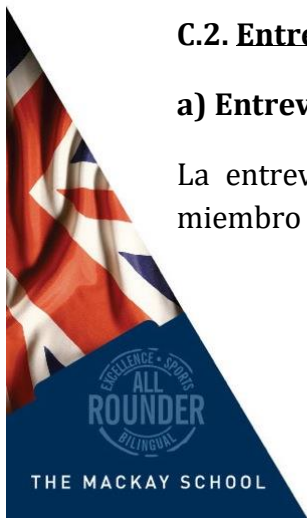 C.2. Entre
a) Entrev
La entrev
miembro
EXCELLENCE • SPORTS
ALL
ROUNDER
BILINGUAL
THE MACKAY SCHOOL